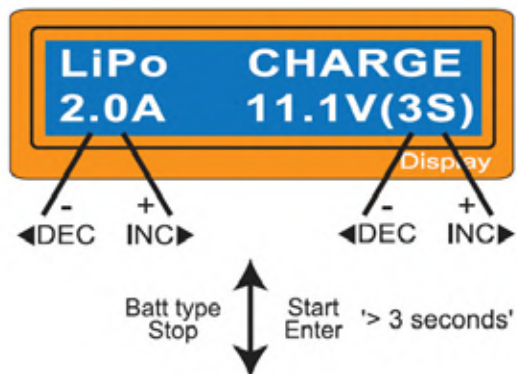 LiPo CHARGE
2.0A 11.1V(3S)
Display
- + - +
◀DEC INC▶ ◀DEC INC▶
Batt type Start '> 3 seconds'
Stop Enter